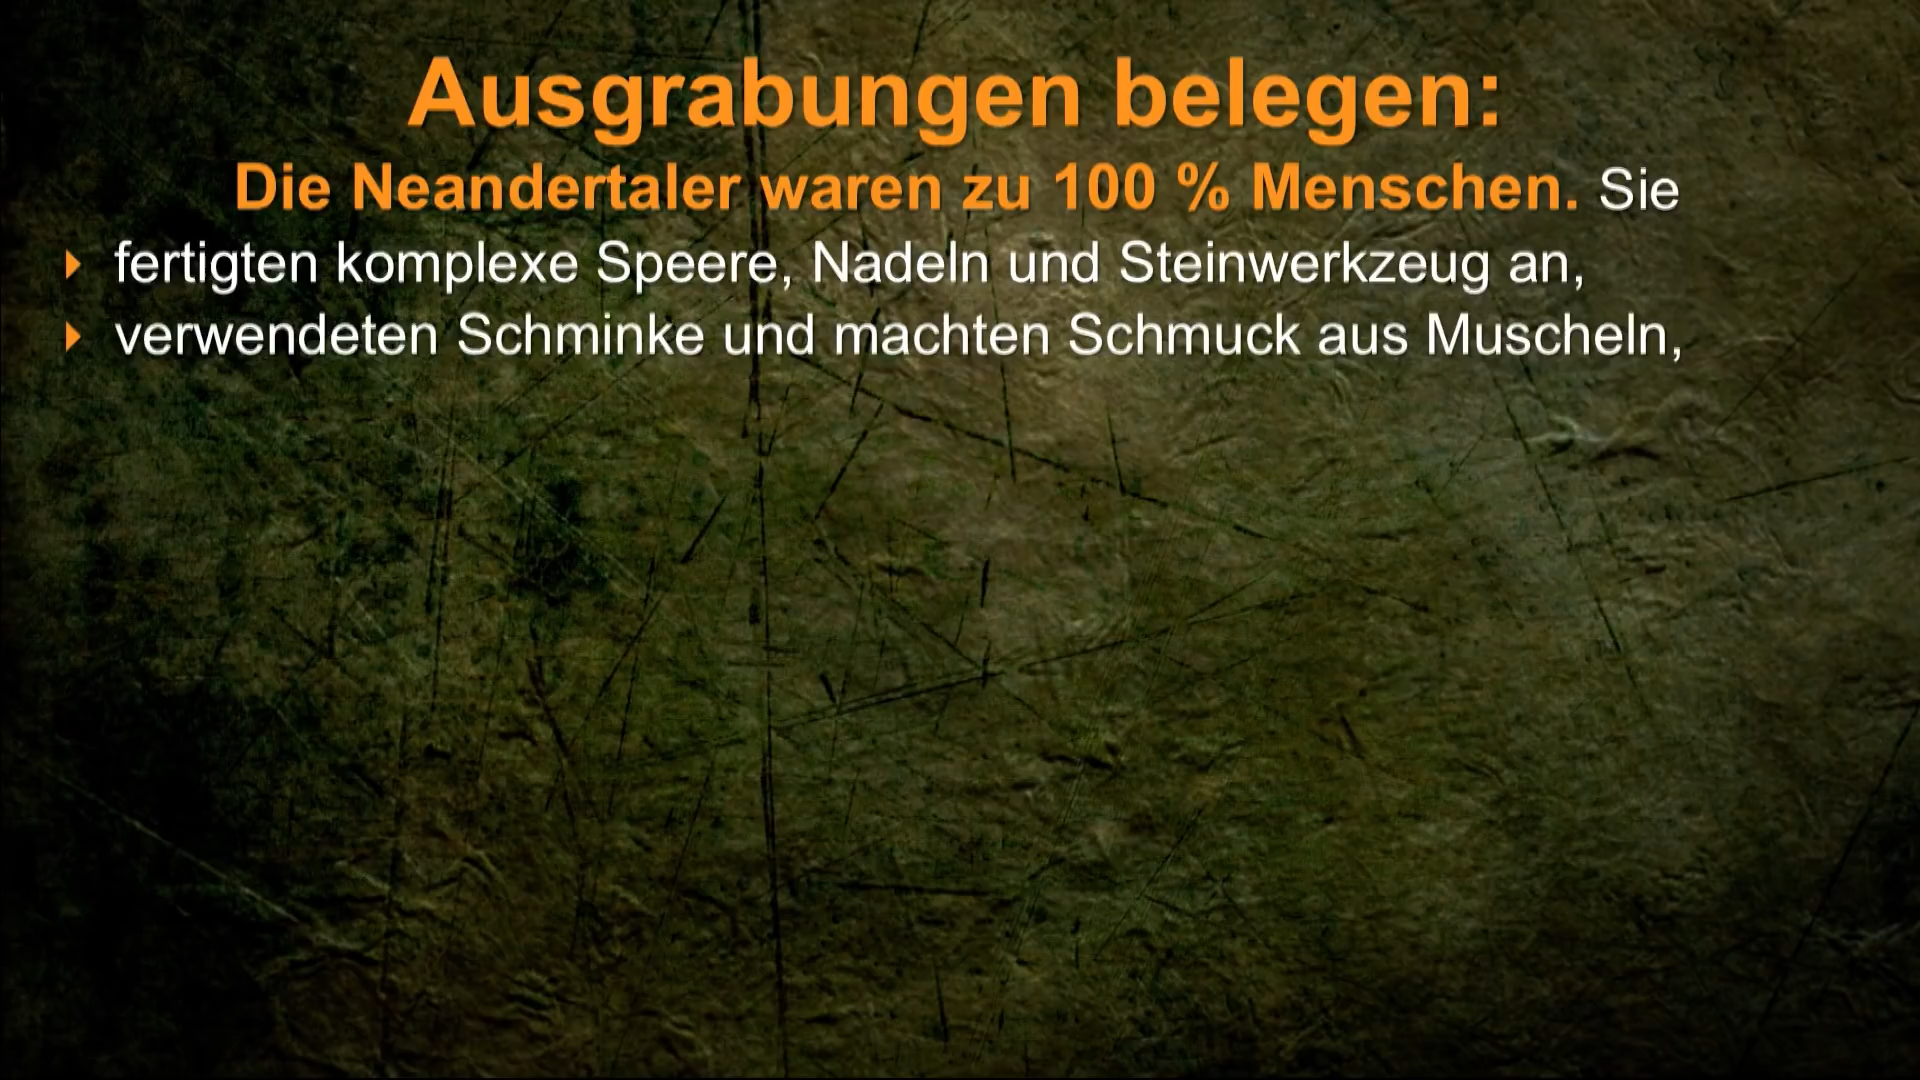 Ausgrabungen belegen:
Die Neandertaler waren zu 100 % Menschen. Sie
fertigten komplexe Speere, Nadeln und Steinwerkzeug an,
verwendeten Schminke und machten Schmuck aus Muscheln,